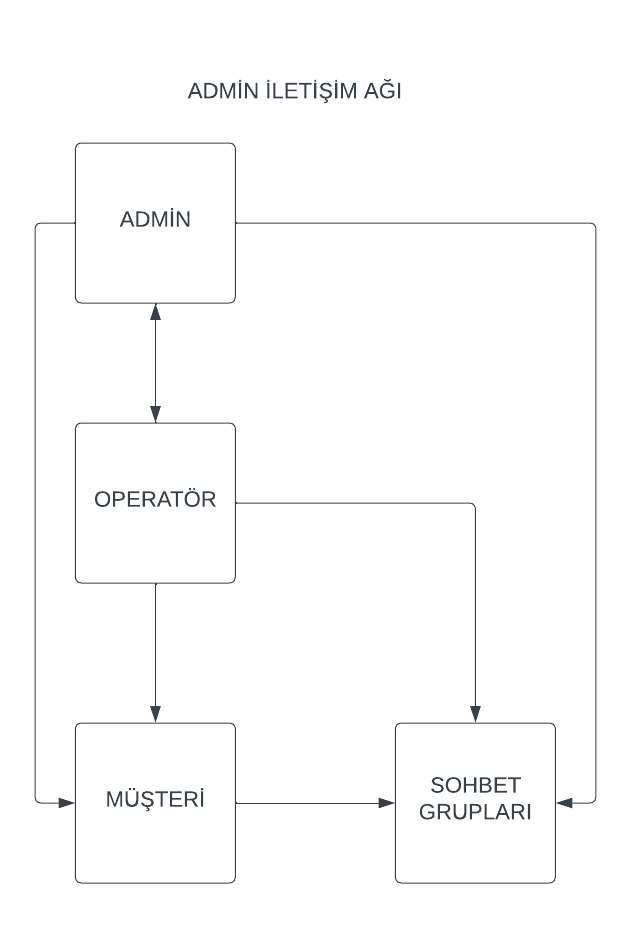 ADMİN İLETİŞİM AĞI
ADMİN
OPERATÖR
MÜŞTERİ
SOHBET
GRUPLARI